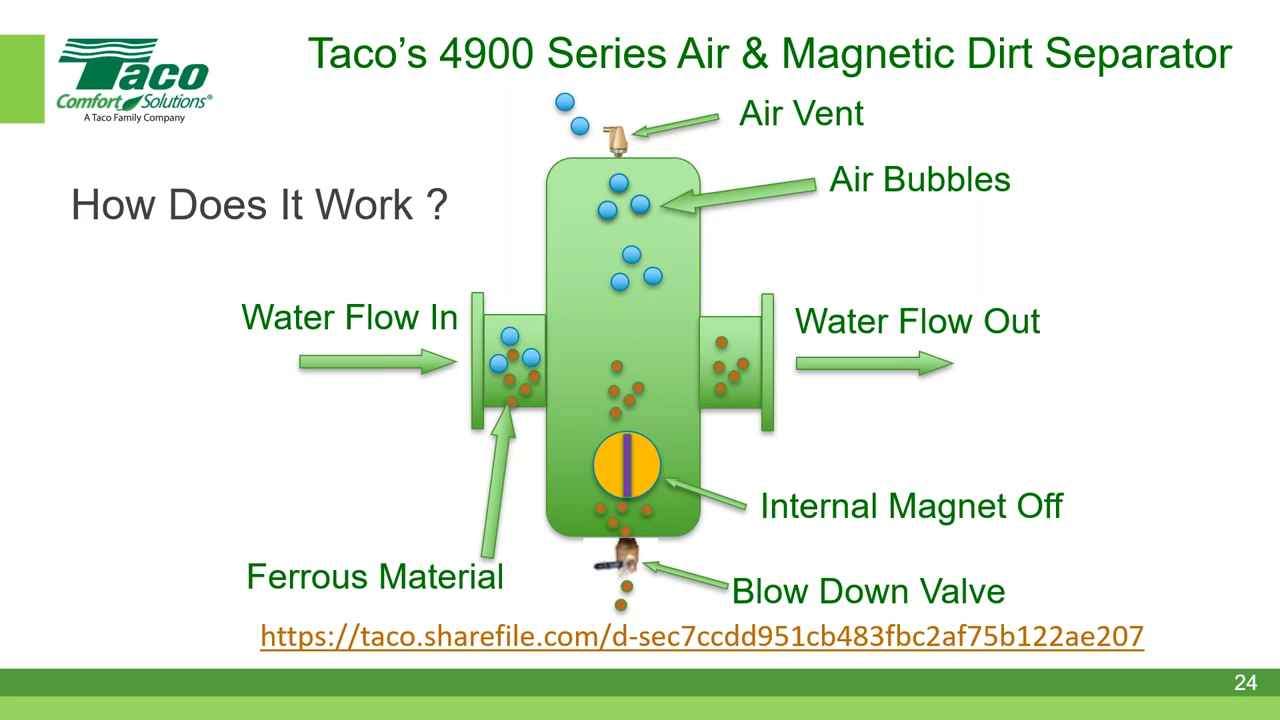 Taco
Comfort Solutions®
A Taco Family Company
Taco's 4900 Series Air & Magnetic Dirt Separator
Air Vent
Air Bubbles
How Does It Work ?
Water Flow In
Water Flow Out
Internal Magnet Off
Ferrous Material
Blow Down Valve
https://taco.sharefile.com/d-sec7ccdd951cb483fbc2af75b122ae207
24